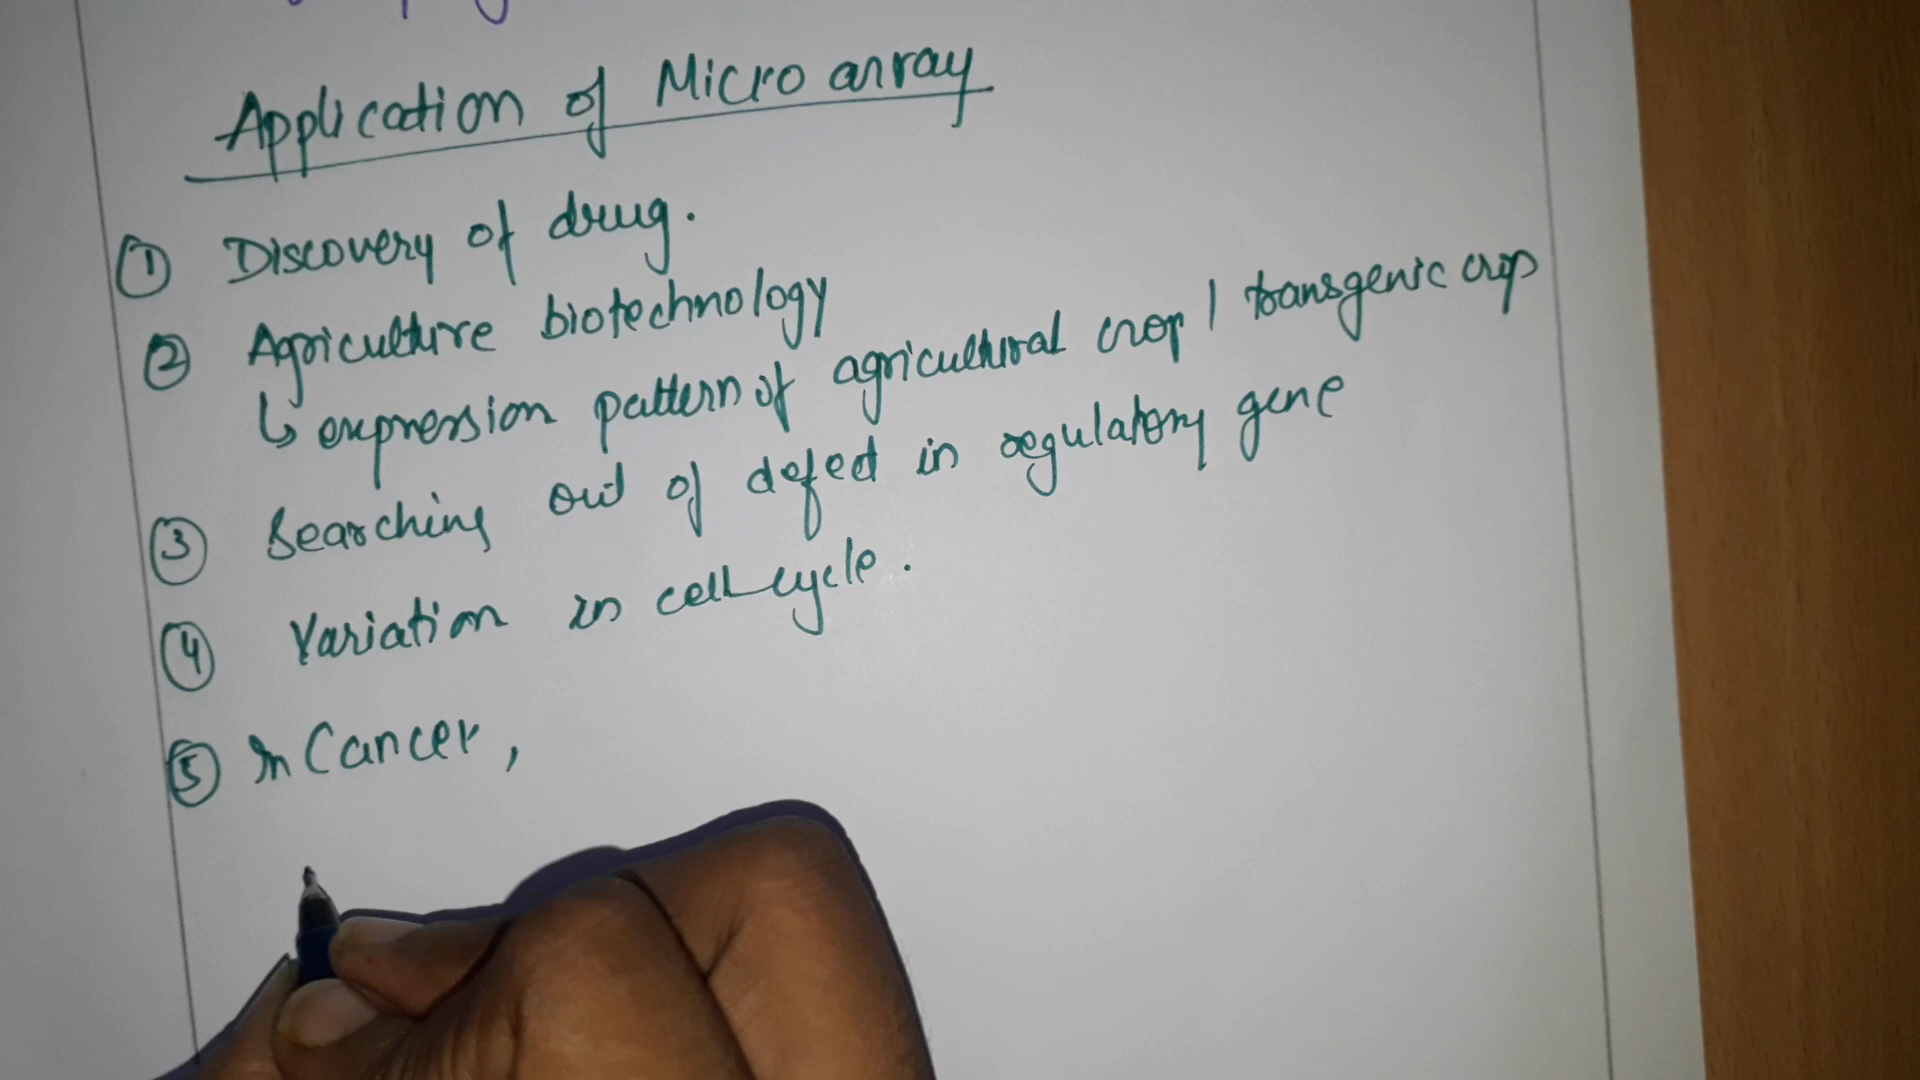 Application of Micro array
① Discovery of drug.
② Agriculture biotechnology
↳ expression pattern of agricultural crop / transgenic crop
③ Searching out of defect in regulatory gene
④ Variation in cell cycle.
⑤ In Cancer,